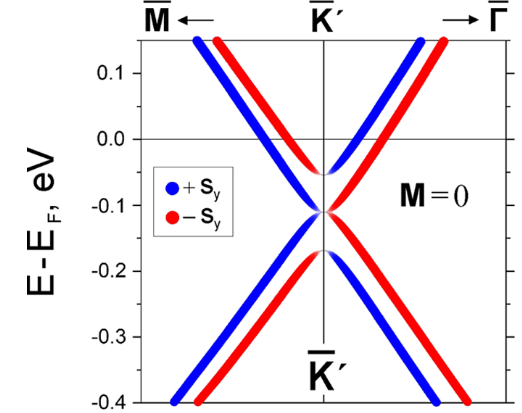 M̅ ← K̅´ → Γ̅
0.1
0.0
-0.1
-0.2
-0.3
-0.4
E-E_F, eV
+ S_y
− S_y
M=0
K̅´